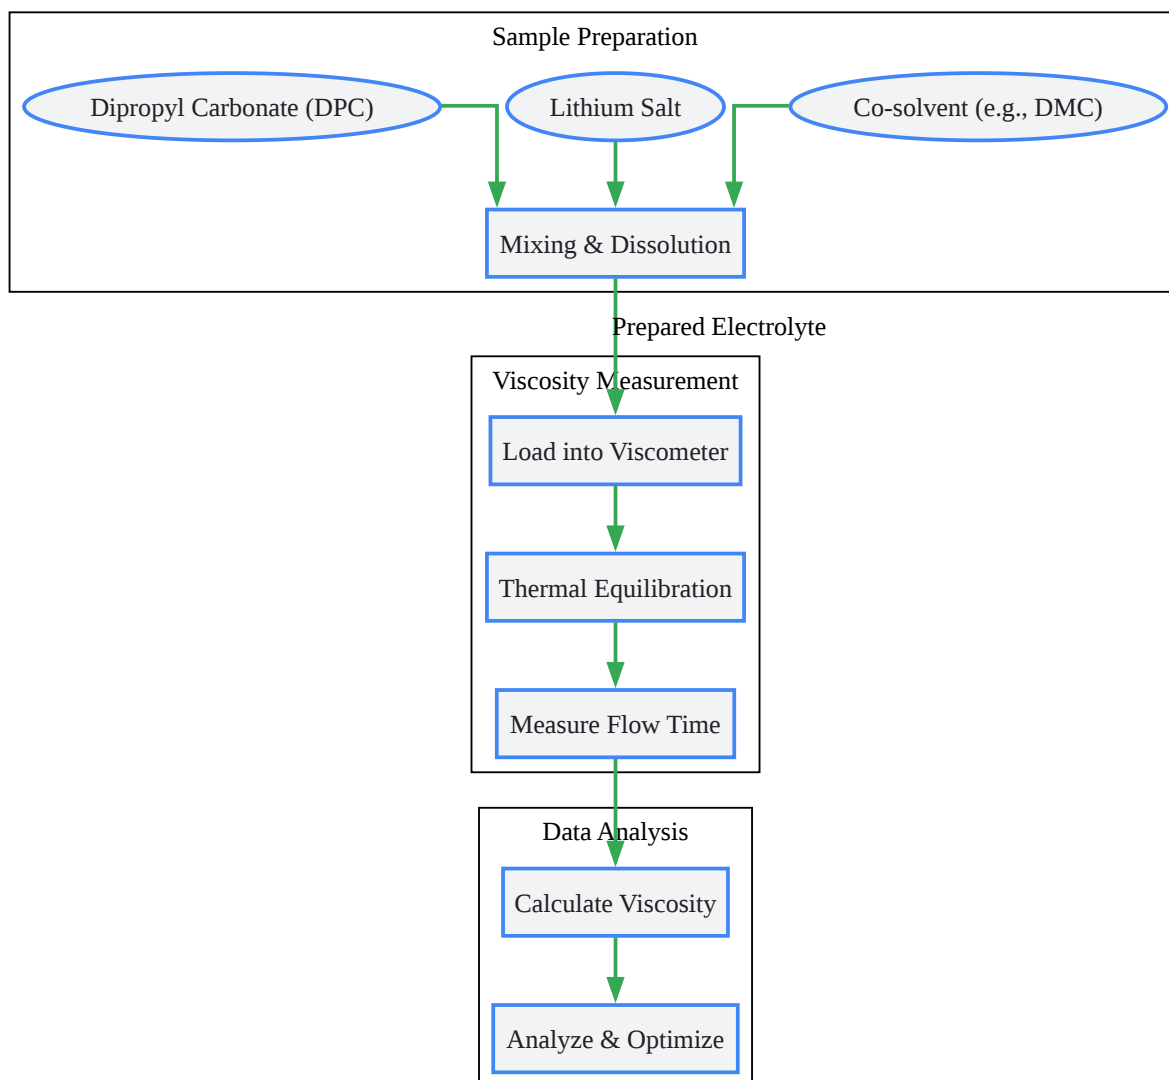 Sample Preparation
Dipropyl Carbonate (DPC)
Lithium Salt
Co-solvent (e.g., DMC)
Mixing & Dissolution
Prepared Electrolyte
Viscosity Measurement
Load into Viscometer
Thermal Equilibration
Measure Flow Time
Data Analysis
Calculate Viscosity
Analyze & Optimize